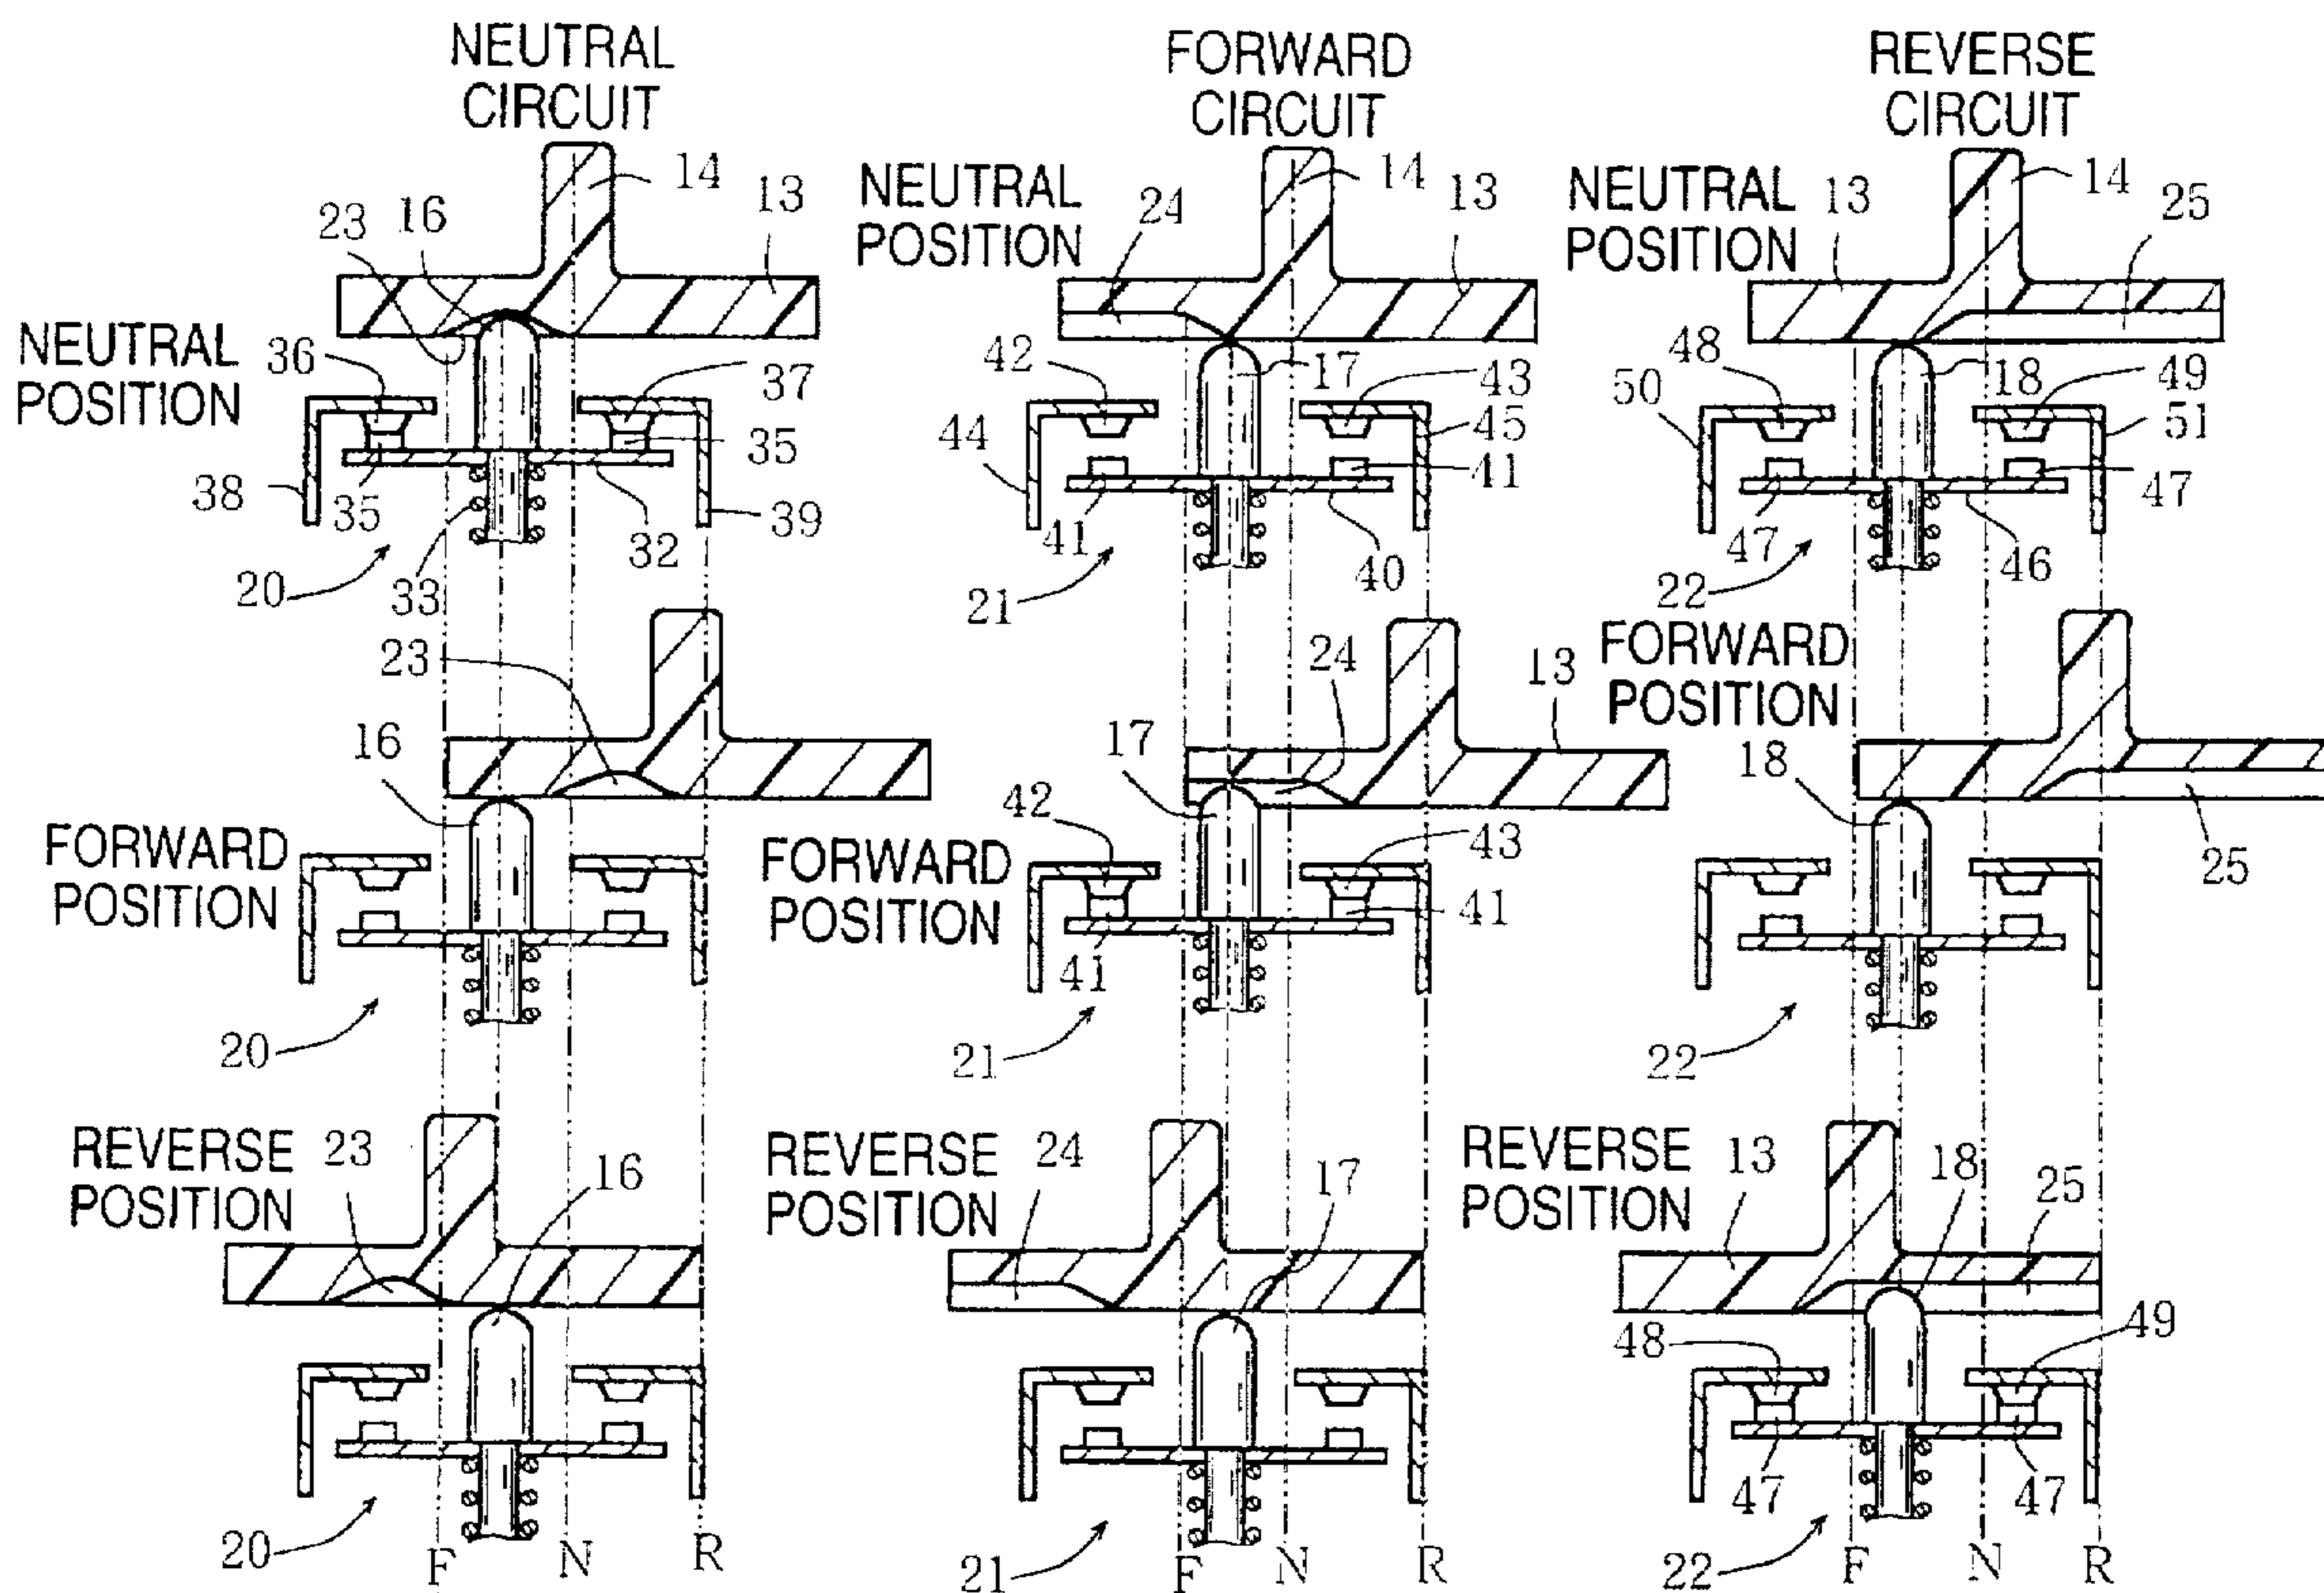 NEUTRAL
CIRCUIT
FORWARD
CIRCUIT
REVERSE
CIRCUIT
14
14
14
23
16
13
NEUTRAL
POSITION
24
13
NEUTRAL
POSITION
13
25
NEUTRAL
POSITION
36
37
35
38
35
39
33
32
20
42
17
43
44
45
41
41
40
21
48
18
49
50
51
47
47
46
22
23
16
FORWARD
POSITION
20
24
13
17
FORWARD
POSITION
42
43
41
41
21
FORWARD
POSITION
18
25
22
REVERSE
POSITION
23
16
20
REVERSE
POSITION
24
17
21
REVERSE
POSITION
13
18
25
48
49
47
47
22
F
N
R
F
N
R
F
N
R